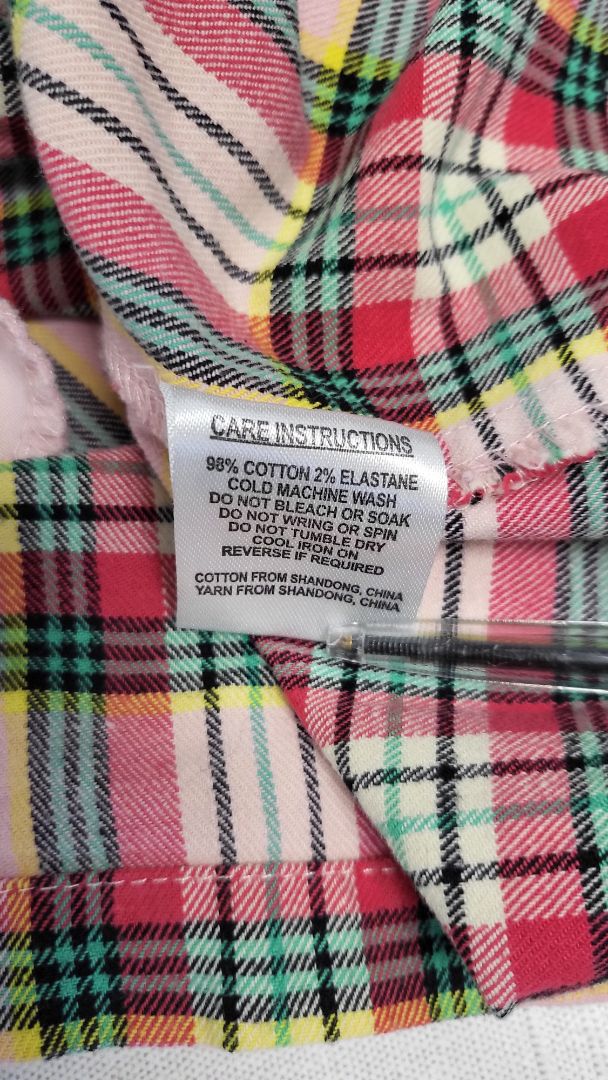 CARE INSTRUCTIONS
98% COTTON 2% ELASTANE
COLD MACHINE WASH
DO NOT BLEACH OR SOAK
DO NOT WRING OR SPIN
DO NOT TUMBLE DRY
COOL IRON ON
REVERSE IF REQUIRED
COTTON FROM SHANDONG, CHINA
YARN FROM SHANDONG, CHINA